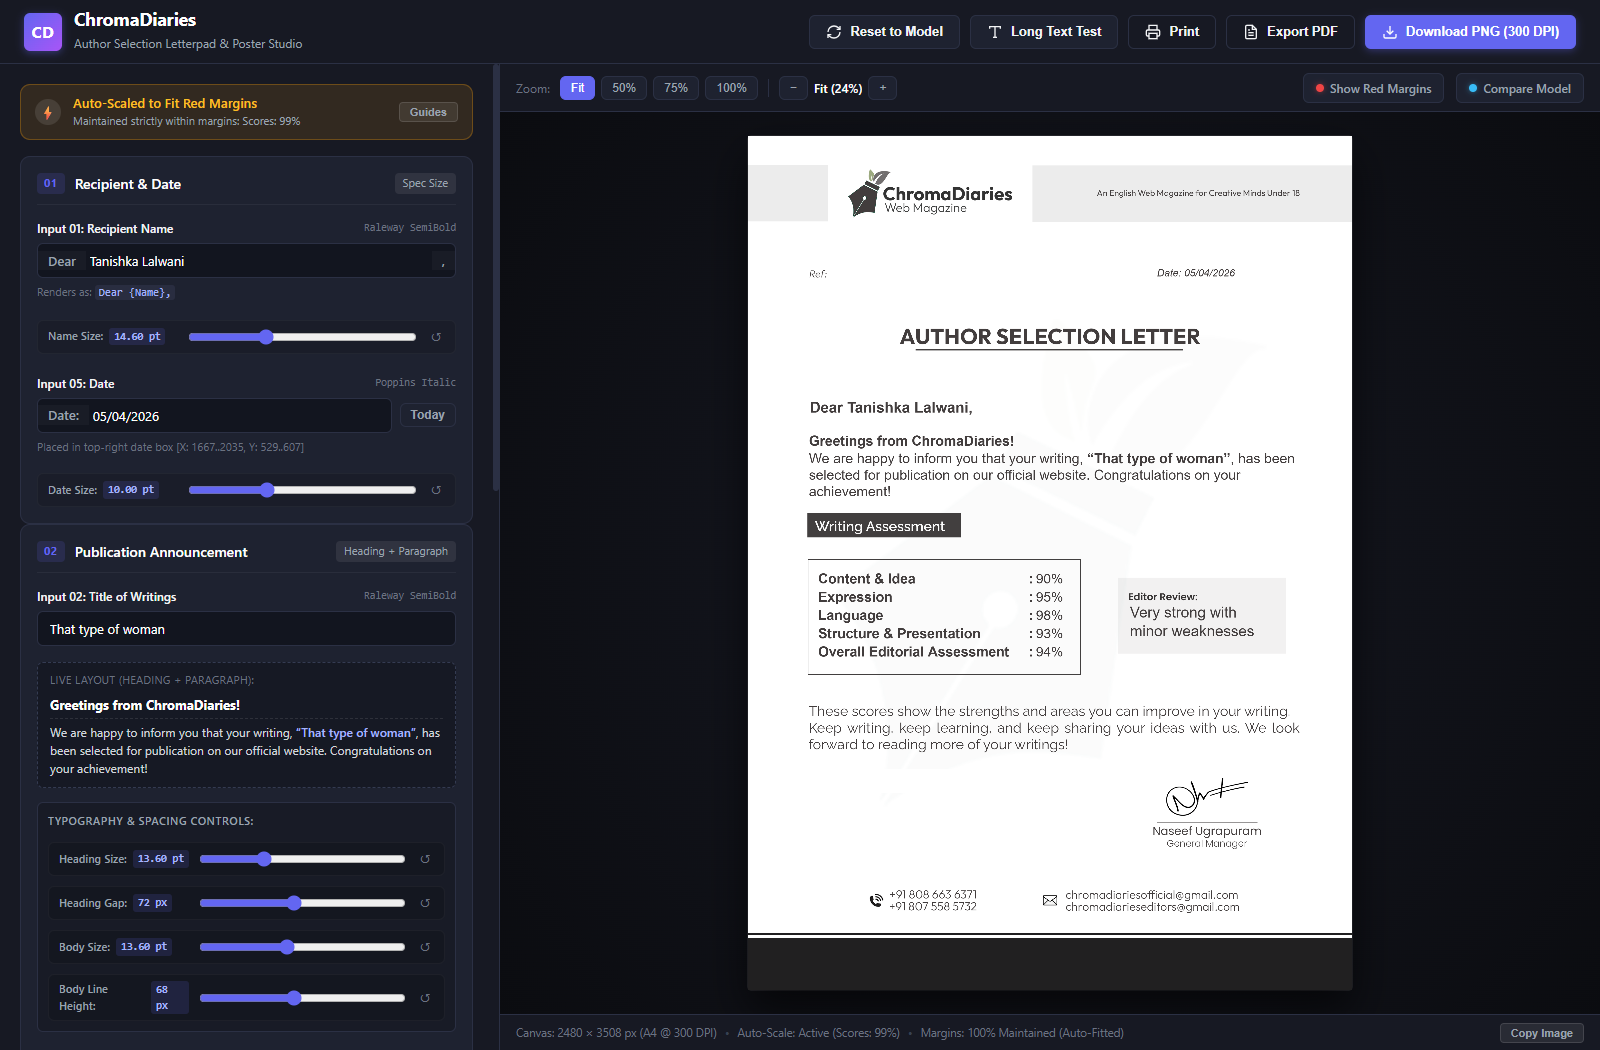 CD
ChromaDiaries
Author Selection Letterpad & Poster Studio
Reset to Model
Long Text Test
Print
Export PDF
Download PNG (300 DPI)
Auto-Scaled to Fit Red Margins
Maintained strictly within margins: Scores: 99%
Guides
01
Recipient & Date
Spec Size
Input 01: Recipient Name
Raleway SemiBold
Dear
Tanishka Lalwani
,
Renders as: Dear {Name},
Name Size: 14.60 pt
Input 05: Date
Poppins Italic
Date:
05/04/2026
Today
Placed in top-right date box [X: 1667..2035, Y: 529..607]
Date Size: 10.00 pt
02
Publication Announcement
Heading + Paragraph
Input 02: Title of Writings
Raleway SemiBold
That type of woman
LIVE LAYOUT (HEADING + PARAGRAPH):
Greetings from ChromaDiaries!
We are happy to inform you that your writing, “That type of woman”, has
been selected for publication on our official website. Congratulations on
your achievement!
TYPOGRAPHY & SPACING CONTROLS:
Heading Size: 13.60 pt
Heading Gap: 72 px
Body Size: 13.60 pt
Body Line
Height:
68
px
Zoom:
Fit
50%
75%
100%
−
Fit (24%)
+
Show Red Margins
Compare Model
ChromaDiaries
Web Magazine
An English Web Magazine for Creative Minds Under 18
Ref:
Date: 05/04/2026
AUTHOR SELECTION LETTER
Dear Tanishka Lalwani,
Greetings from ChromaDiaries!
We are happy to inform you that your writing, “That type of woman”, has been
selected for publication on our official website. Congratulations on your
achievement!
Writing Assessment
Content & Idea : 90%
Expression : 95%
Language : 98%
Structure & Presentation : 93%
Overall Editorial Assessment : 94%
Editor Review:
Very strong with
minor weaknesses
These scores show the strengths and areas you can improve in your writing.
Keep writing, keep learning, and keep sharing your ideas with us. We look
forward to reading more of your writings!
Naseef Ugrapuram
General Manager
+91 808 663 6371
+91 807 558 5732
chromadiariesofficial@gmail.com
chromadiarieseditors@gmail.com
Canvas: 2480 × 3508 px (A4 @ 300 DPI) • Auto-Scale: Active (Scores: 99%) • Margins: 100% Maintained (Auto-Fitted)
Copy Image